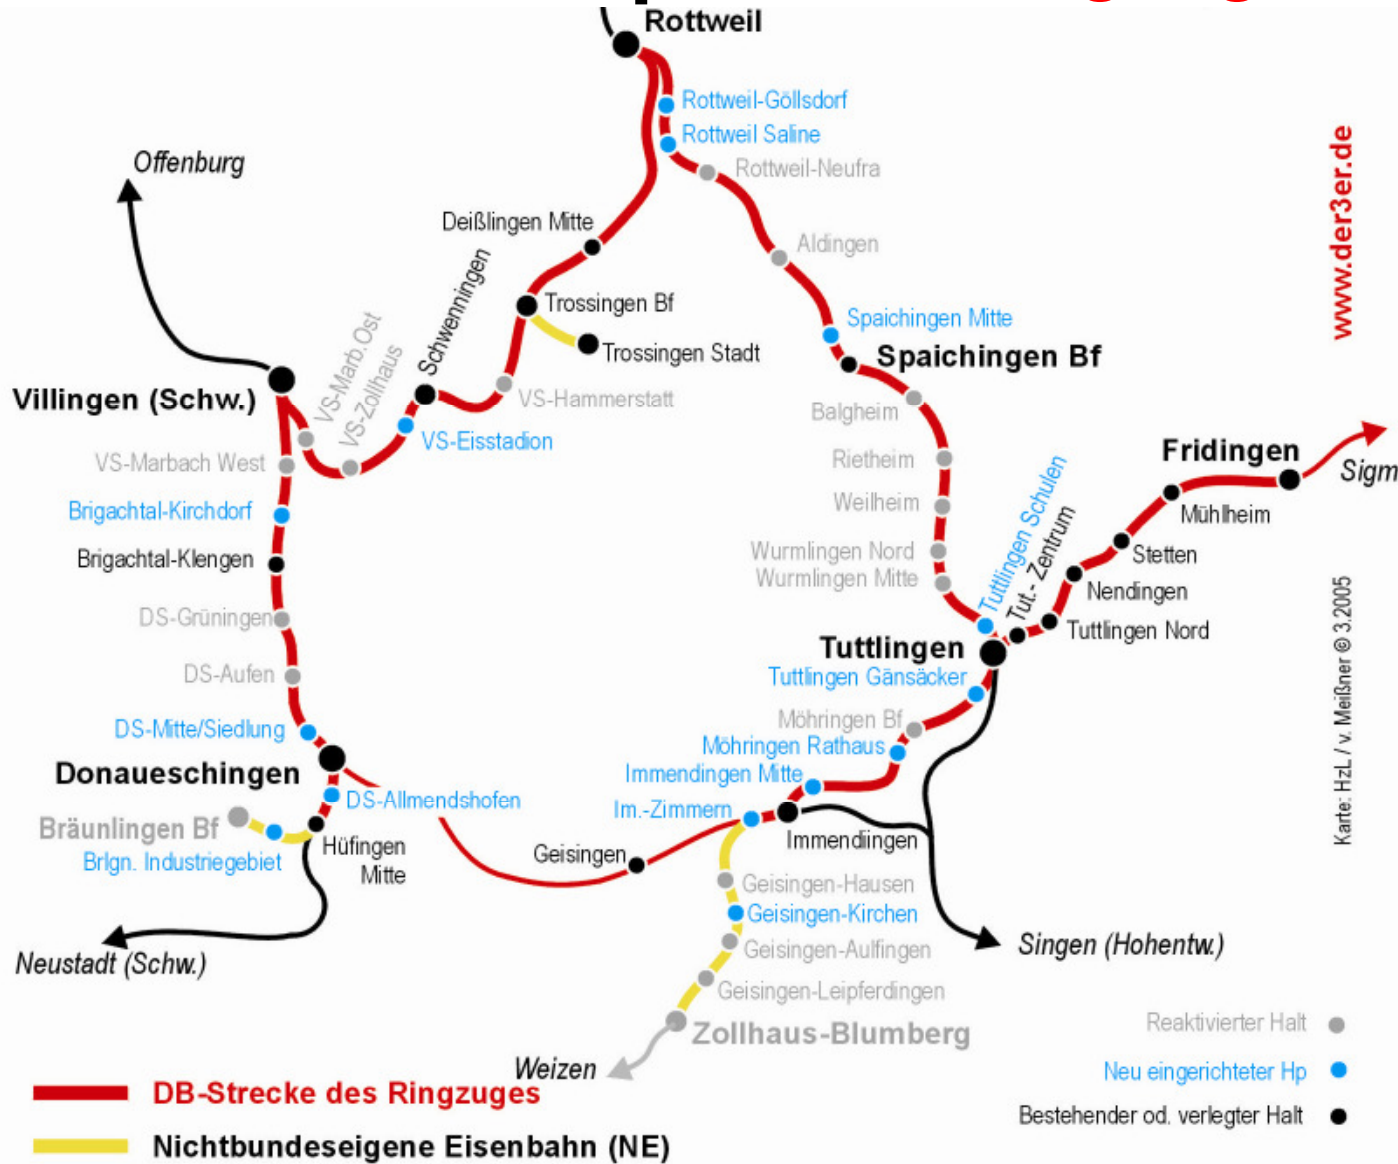 Rottweil
Rottweil-Göllsdorf
Rottweil Saline
Rottweil-Neufra
Offenburg
Deißlingen Mitte
Aldingen
www.der3er.de
Schwenningen
Trossingen Bf
Spaichingen Mitte
VS-Marb.Ost
VS-Zollhaus
Trossingen Stadt
Spaichingen Bf
Villingen (Schw.)
VS-Hammerstatt
Balgheim
VS-Eisstadion
Fridingen
VS-Marbach West
Rietheim
Sigm
Brigachtal-Kirchdorf
Weilheim
Mühlheim
Tuttlingen Schulen
Tut.- Zentrum
Brigachtal-Klengen
Wurmlingen Nord
Stetten
Wurmlingen Mitte
Nendingen
DS-Grüningen
Tuttlingen Nord
Tuttlingen
DS-Aufen
Tuttlingen Gänsäcker
DS-Mitte/Siedlung
Möhringen Bf
Möhringen Rathaus
Donaueschingen
Immendingen Mitte
DS-Allmendshofen
Im.-Zimmern
Bräunlingen Bf
Immendiingen
Hüfingen
Mitte
Brlgn. Industriegebiet
Geisingen
Geisingen-Hausen
Geisingen-Kirchen
Geisingen-Aulfingen
Singen (Hohentw.)
Neustadt (Schw.)
Geisingen-Leipferdingen
Zollhaus-Blumberg
Weizen
Karte: HzL / v. Meißner © 3.2005
Reaktivierter Halt
Neu eingerichteter Hp
Bestehender od. verlegter Halt
DB-Strecke des Ringzuges
Nichtbundeseigene Eisenbahn (NE)